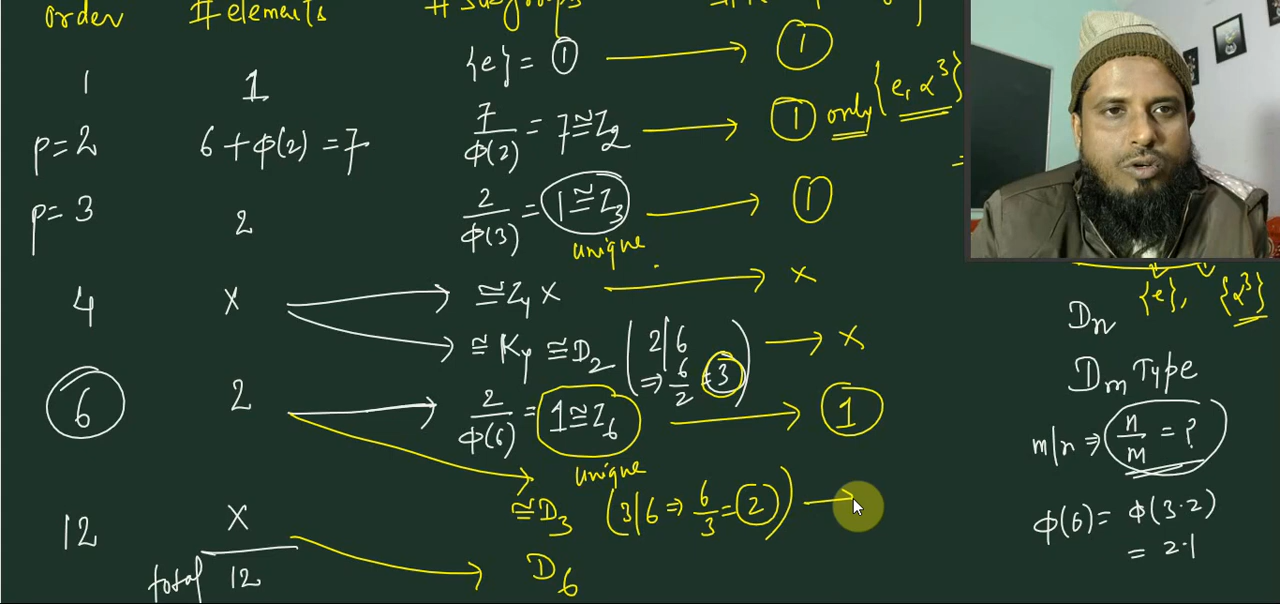 order # elements # subgroups
1 1 {e} = 1 → 1
p=2 6+φ(2) = 7 7/φ(2) = 7 ≅ Z₂ → 1 only {e, α³}
p=3 2 2/φ(3) = 1 ≅ Z₃ → 1
unique
4 X ≅ Z₄ X → X
≅ K₄ ≅ D₂ (2|6 ⇒ 6/2 = 3) → X
6 2 2/φ(6) = 1 ≅ Z₆ → 1
unique
≅ D₃ (3|6 ⇒ 6/3 = 2) →
12 X D₆
total 12
{e}, {α³}
Dn
Dm Type
m/n ⇒ n/m = ?
φ(6) = φ(3·2)
= 2·1